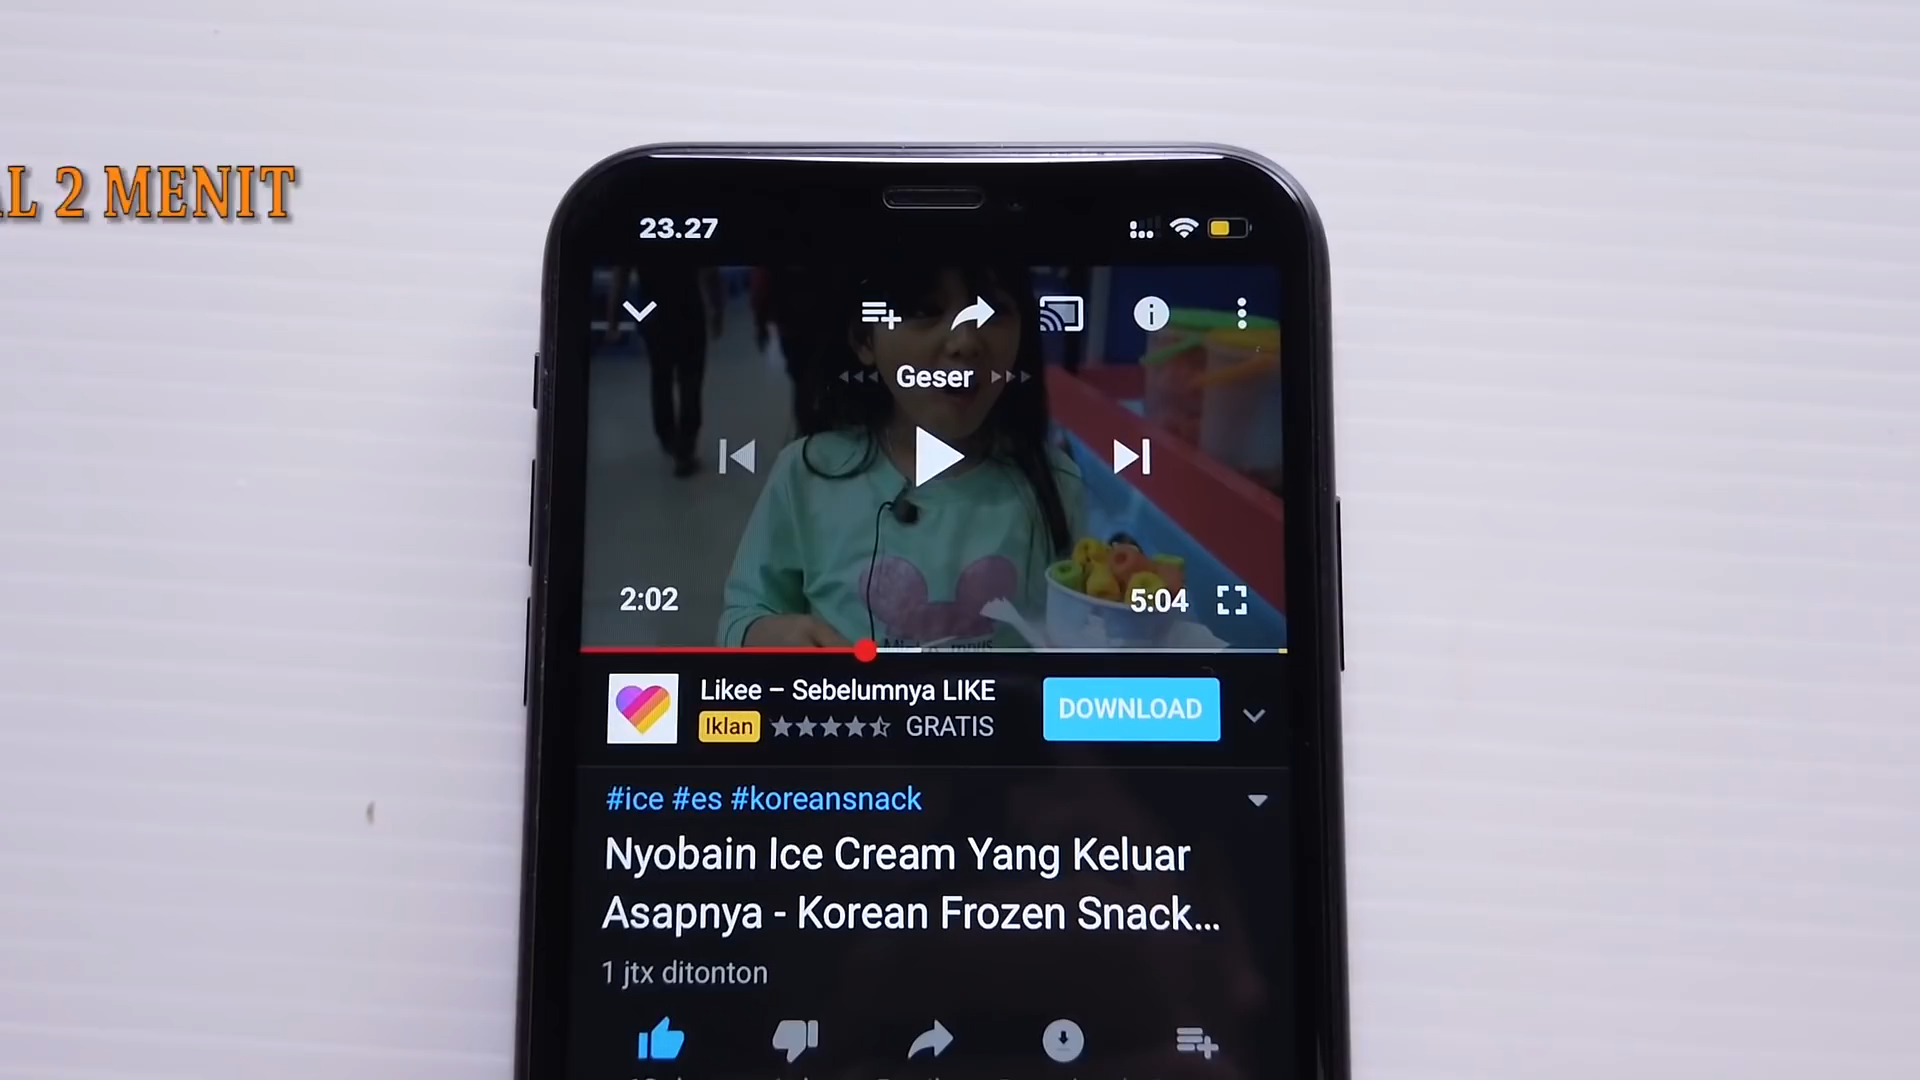 2 MENIT
23.27
Geser
2:02
5:04
Likee – Sebelumnya LIKE
Iklan
GRATIS
DOWNLOAD
#ice #es #koreansnack
Nyobain Ice Cream Yang Keluar
Asapnya - Korean Frozen Snack...
1 jtx ditonton